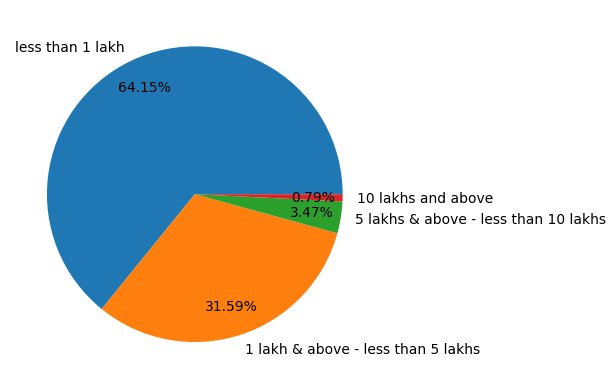 less than 1 lakh
64.15%
0.79%
10 lakhs and above
3.47%
5 lakhs & above - less than 10 lakhs
31.59%
1 lakh & above - less than 5 lakhs